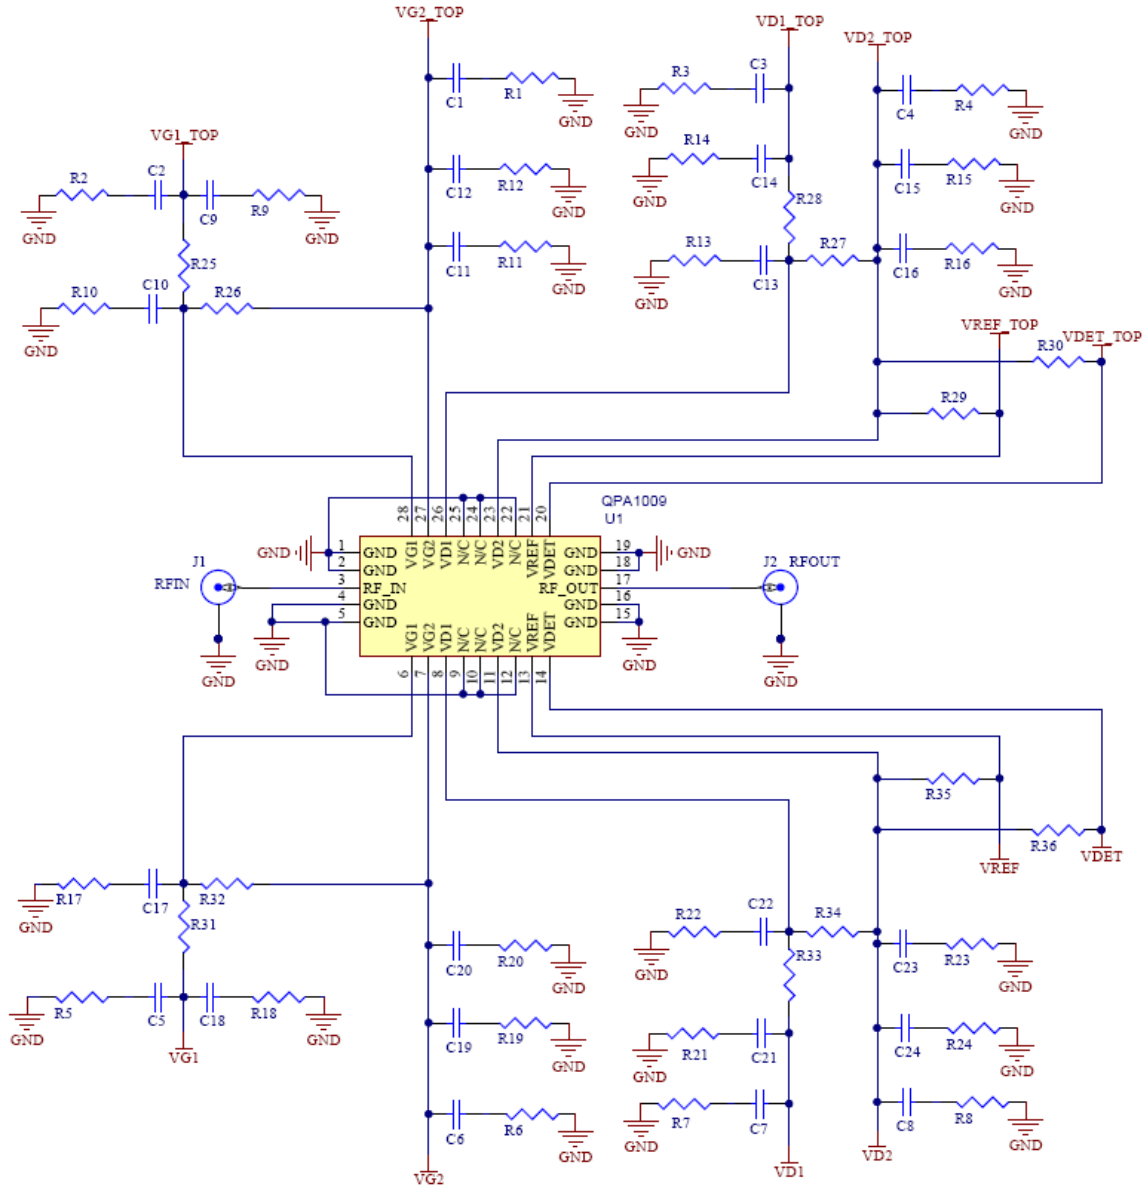 VG2_TOP
VD1_TOP
VD2_TOP
C1
R1
GND
R3
C3
GND
C4
R4
GND
VG1_TOP
R2
C2
C9
R9
GND
GND
C12
R12
GND
R14
C14
GND
C15
R15
GND
R28
R25
C11
R11
GND
R13
C13
GND
R27
C16
R16
GND
R10
C10
R26
GND
VREF_TOP
VDET_TOP
R30
R29
QPA1009
U1
28
27
26
25
24
23
22
21
20
VG1
VG2
VD1
N/C
N/C
VD2
N/C
VREF
VDET
GND
1
GND
GND
19
GND
2
GND
GND
18
J1
RFIN
3
RF_IN
RF_OUT
17
J2
RFOUT
4
GND
GND
16
5
GND
GND
15
GND
GND
GND
GND
VG1
VG2
VD1
N/C
N/C
VD2
N/C
VREF
VDET
6
7
8
9
10
11
12
13
14
R35
R36
VREF
VDET
R17
C17
R32
GND
R31
R22
C22
R34
GND
R33
C23
R23
GND
C20
R20
GND
R5
C5
C18
R18
GND
GND
VG1
C19
R19
GND
R21
C21
GND
C24
R24
GND
C6
R6
GND
R7
C7
GND
C8
R8
GND
VG2
VD1
VD2